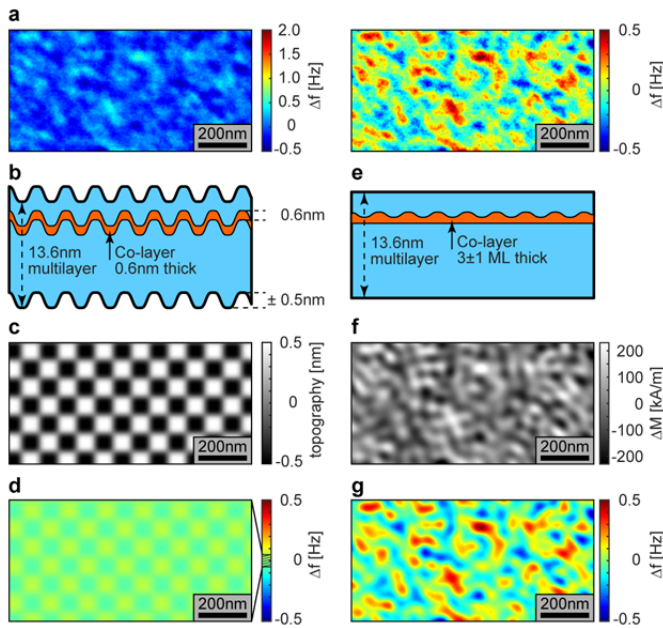 a
2.0
1.5
1.0
0.5
0
-0.5
Δf [Hz]
200nm
0.5
0
-0.5
Δf [Hz]
200nm
b
0.6nm
13.6nm
multilayer
Co-layer
0.6nm thick
± 0.5nm
e
13.6nm
multilayer
Co-layer
3±1 ML thick
c
0.5
0
-0.5
topography [nm]
200nm
f
200
100
0
-100
-200
ΔM [kA/m]
200nm
d
0.5
0
-0.5
Δf [Hz]
200nm
g
0.5
0
-0.5
Δf [Hz]
200nm